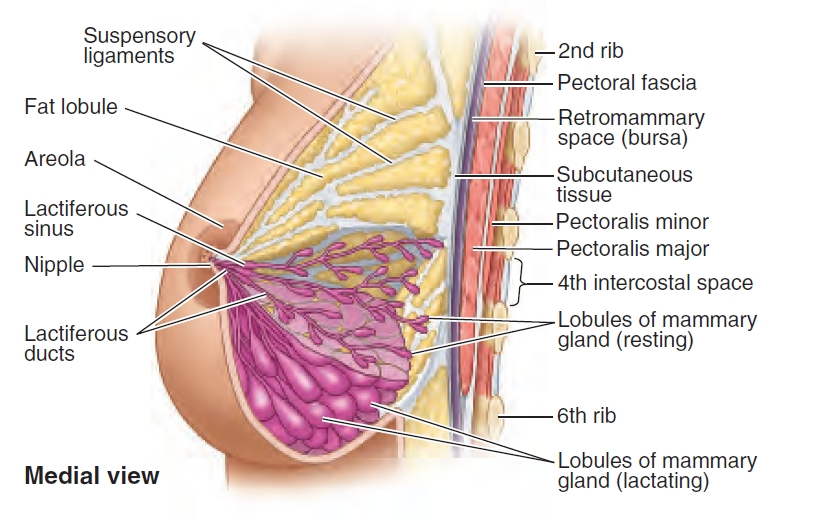 Suspensory
ligaments
Fat lobule
Areola
Lactiferous
sinus
Nipple
Lactiferous
ducts
Medial view
2nd rib
Pectoral fascia
Retromammary
space (bursa)
Subcutaneous
tissue
Pectoralis minor
Pectoralis major
4th intercostal space
Lobules of mammary
gland (resting)
6th rib
Lobules of mammary
gland (lactating)